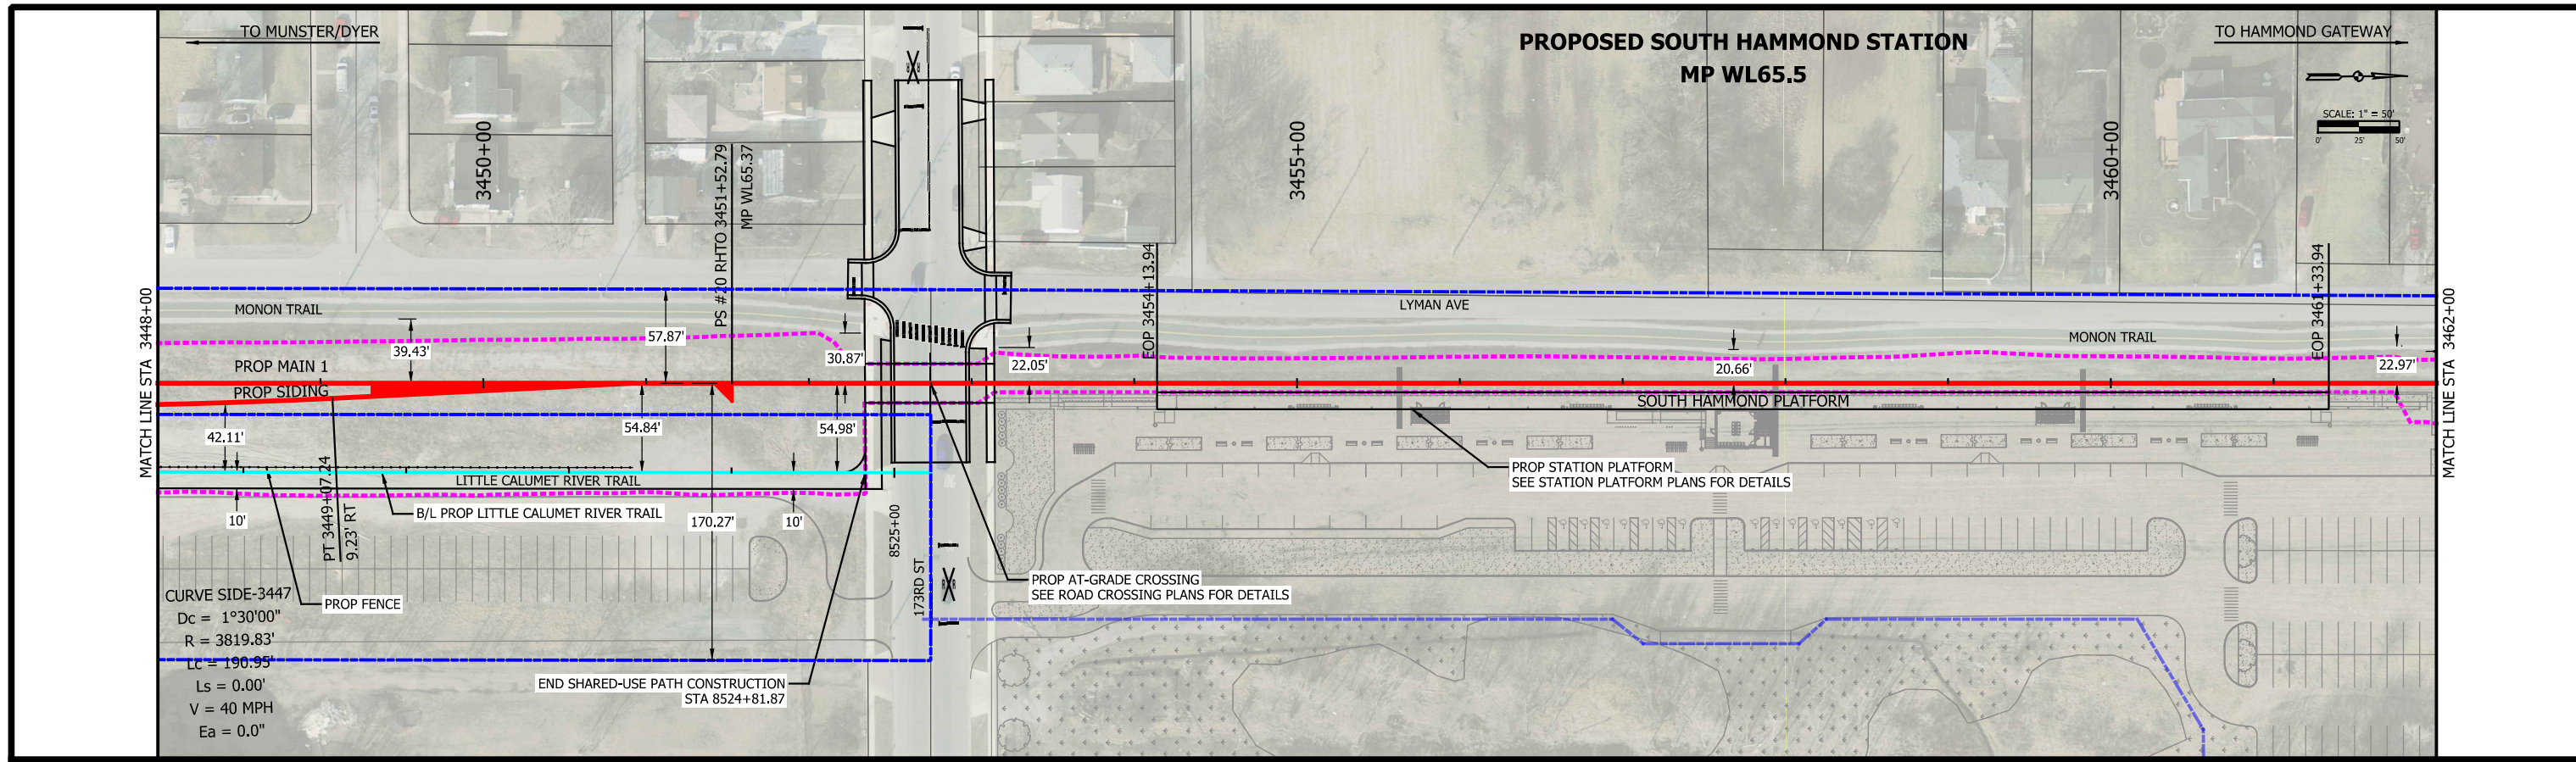 TO MUNSTER/DYER
PROPOSED SOUTH HAMMOND STATION
MP WL65.5
TO HAMMOND GATEWAY
SCALE: 1" = 50'
0' 25' 50'
3450+00
3455+00
3460+00
PS #20 RHTO 3451+52.79
MP WL65.37
EOP 3454+13.94
EOP 3461+33.94
MATCH LINE STA 3448+00
MATCH LINE STA 3462+00
MONON TRAIL
LYMAN AVE
MONON TRAIL
39.43'
57.87'
30.87'
22.05'
20.66'
22.97'
PROP MAIN 1
PROP SIDING
SOUTH HAMMOND PLATFORM
42.11'
54.84'
54.98'
LITTLE CALUMET RIVER TRAIL
PROP STATION PLATFORM
SEE STATION PLATFORM PLANS FOR DETAILS
10'
B/L PROP LITTLE CALUMET RIVER TRAIL
170.27'
10'
PT 3449+07.24
9.23' RT
8525+00
173RD ST
PROP AT-GRADE CROSSING
SEE ROAD CROSSING PLANS FOR DETAILS
PROP FENCE
CURVE SIDE-3447
Dc = 1°30'00"
R = 3819.83'
Lc = 190.95'
Ls = 0.00'
V = 40 MPH
Ea = 0.0"
END SHARED-USE PATH CONSTRUCTION
STA 8524+81.87